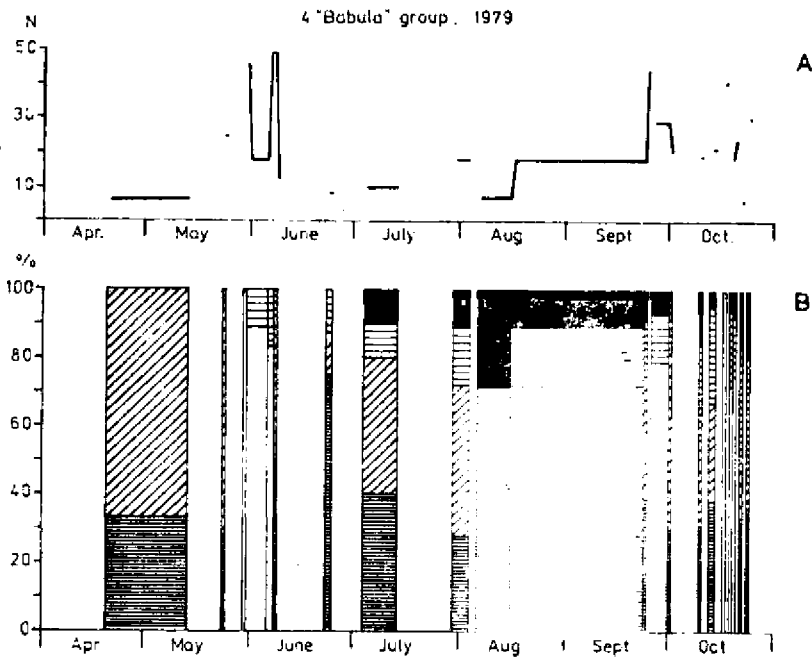 4 "Babula" group, 1979
N
A
50
30
10
Apr. May June July Aug Sept Oct.
%
B
100
80
60
40
20
0
Apr May June July Aug Sept Oct